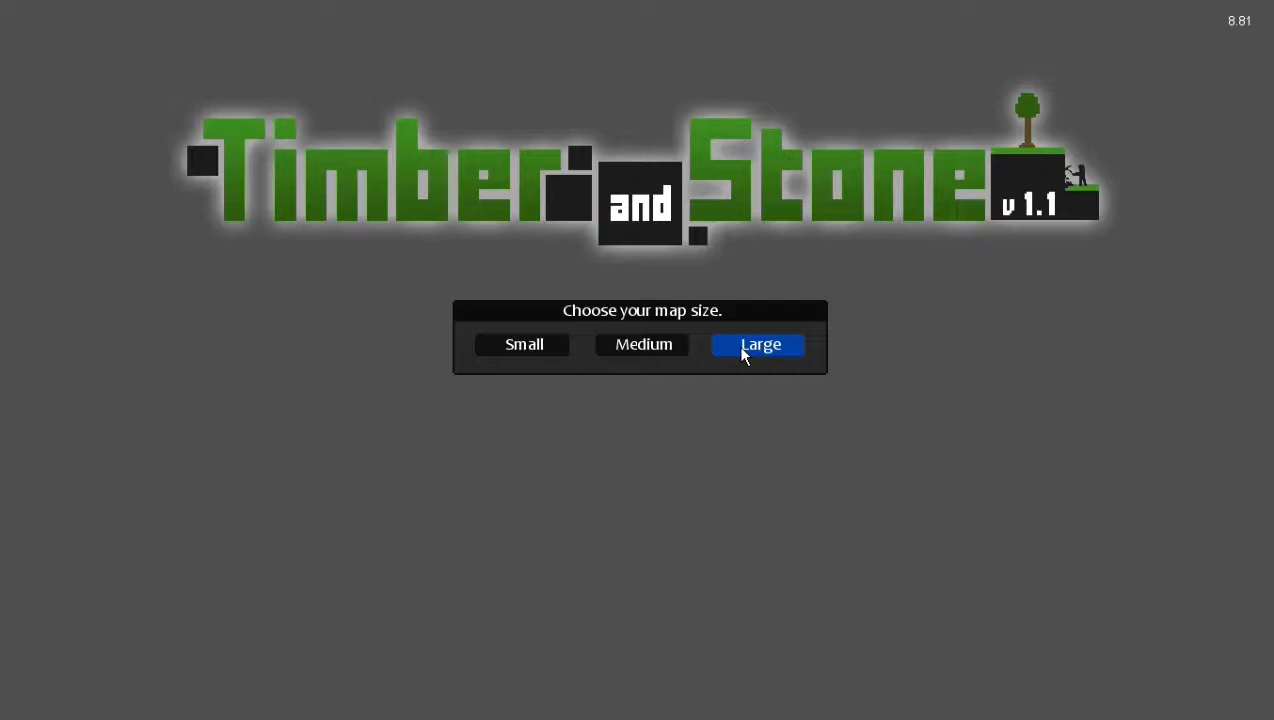 8.81
Timber and Stone
v 1.1
Choose your map size.
Small Medium Large